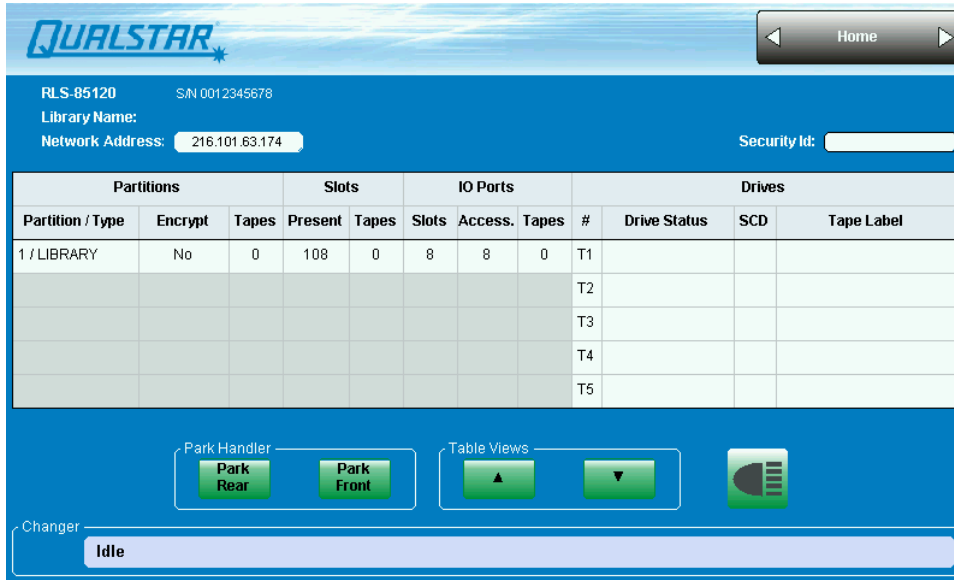 QUALSTAR
Home
RLS-85120 S/N 0012345678
Library Name:
Network Address: 216.101.63.174 Security Id:
Partitions Slots IO Ports Drives
Partition / Type Encrypt Tapes Present Tapes Slots Access. Tapes # Drive Status SCD Tape Label
1 / LIBRARY No 0 108 0 8 8 0 T1
T2
T3
T4
T5
Park Handler Table Views
Park Rear Park Front ▲ ▼
Changer
Idle